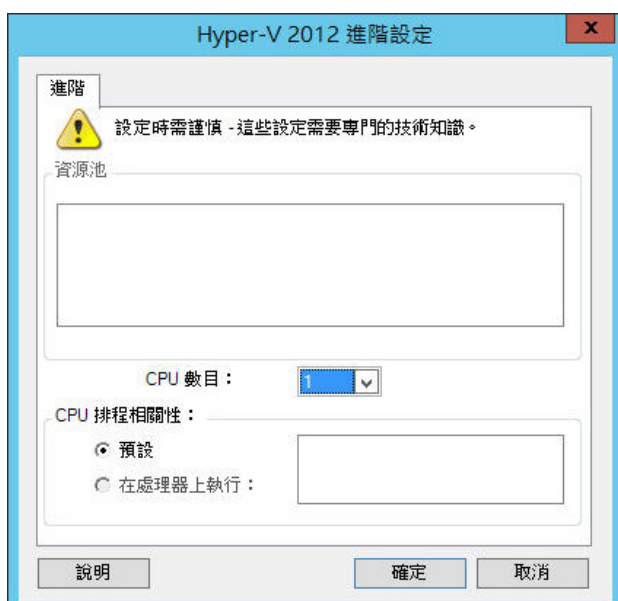 Hyper-V 2012 進階設定
x
進階
設定時需謹慎 -這些設定需要專門的技術知識。
資源池
CPU 數目：
1
CPU 排程相關性：
預設
在處理器上執行：
說明
確定
取消